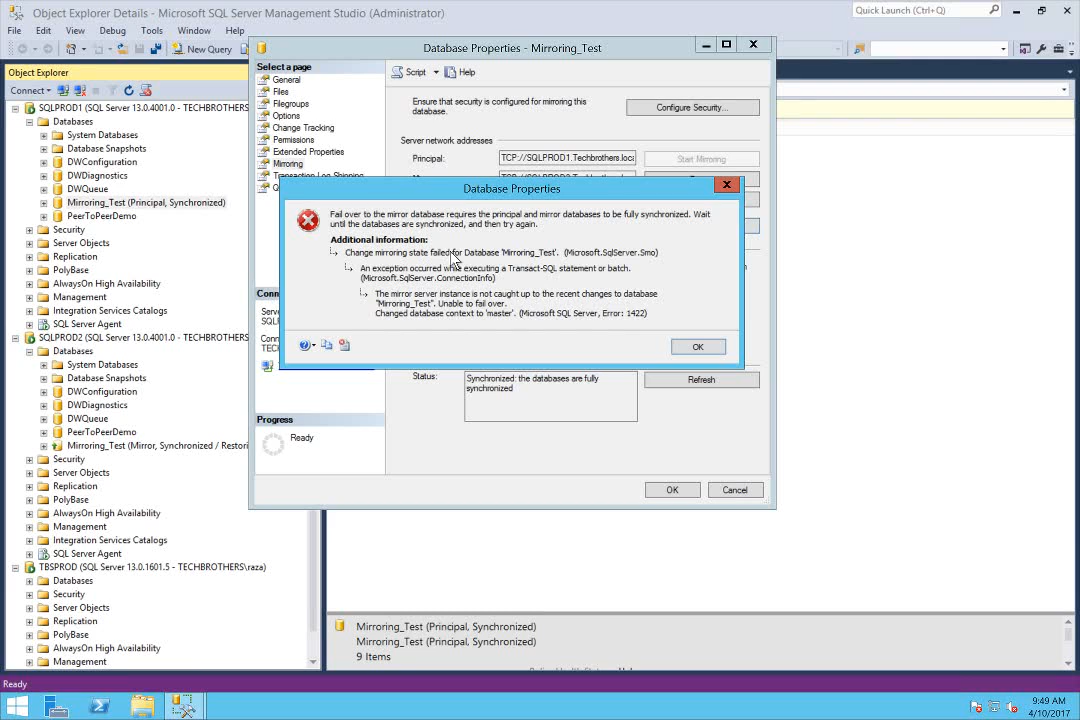 Object Explorer Details - Microsoft SQL Server Management Studio (Administrator)
Quick Launch (Ctrl+Q)
File Edit View Debug Tools Window Help
New Query
Object Explorer
Connect
SQLPROD1 (SQL Server 13.0.4001.0 - TECHBROTHERS
Databases
System Databases
Database Snapshots
DWConfiguration
DWDiagnostics
DWQueue
Mirroring_Test (Principal, Synchronized)
PeerToPeerDemo
Security
Server Objects
Replication
PolyBase
AlwaysOn High Availability
Management
Integration Services Catalogs
SQL Server Agent
SQLPROD2 (SQL Server 13.0.4001.0 - TECHBROTHERS
Databases
System Databases
Database Snapshots
DWConfiguration
DWDiagnostics
DWQueue
PeerToPeerDemo
Mirroring_Test (Mirror, Synchronized / Restori
Security
Server Objects
Replication
PolyBase
AlwaysOn High Availability
Management
Integration Services Catalogs
SQL Server Agent
TBSPROD (SQL Server 13.0.1601.5 - TECHBROTHERS\raza)
Databases
Security
Server Objects
Replication
PolyBase
AlwaysOn High Availability
Management
Database Properties - Mirroring_Test
Select a page
General
Files
Filegroups
Options
Change Tracking
Permissions
Extended Properties
Mirroring
Transaction Log Shipping
Script Help
Ensure that security is configured for mirroring this
database.
Configure Security...
Server network addresses
Principal:
TCP://SQLPROD1.Techbrothers.loca
Start Mirroring
Database Properties
Fail over to the mirror database requires the principal and mirror databases to be fully synchronized. Wait
until the databases are synchronized, and then try again.
Additional information:
Change mirroring state failed for Database 'Mirroring_Test'. (Microsoft.SqlServer.Smo)
An exception occurred while executing a Transact-SQL statement or batch.
(Microsoft.SqlServer.ConnectionInfo)
The mirror server instance is not caught up to the recent changes to database
"Mirroring_Test". Unable to fail over.
Changed database context to 'master'. (Microsoft SQL Server, Error: 1422)
OK
Status:
Synchronized: the databases are fully
synchronized
Refresh
Progress
Ready
OK
Cancel
Mirroring_Test (Principal, Synchronized)
Mirroring_Test (Principal, Synchronized)
9 Items
Ready
9:49 AM
4/10/2017